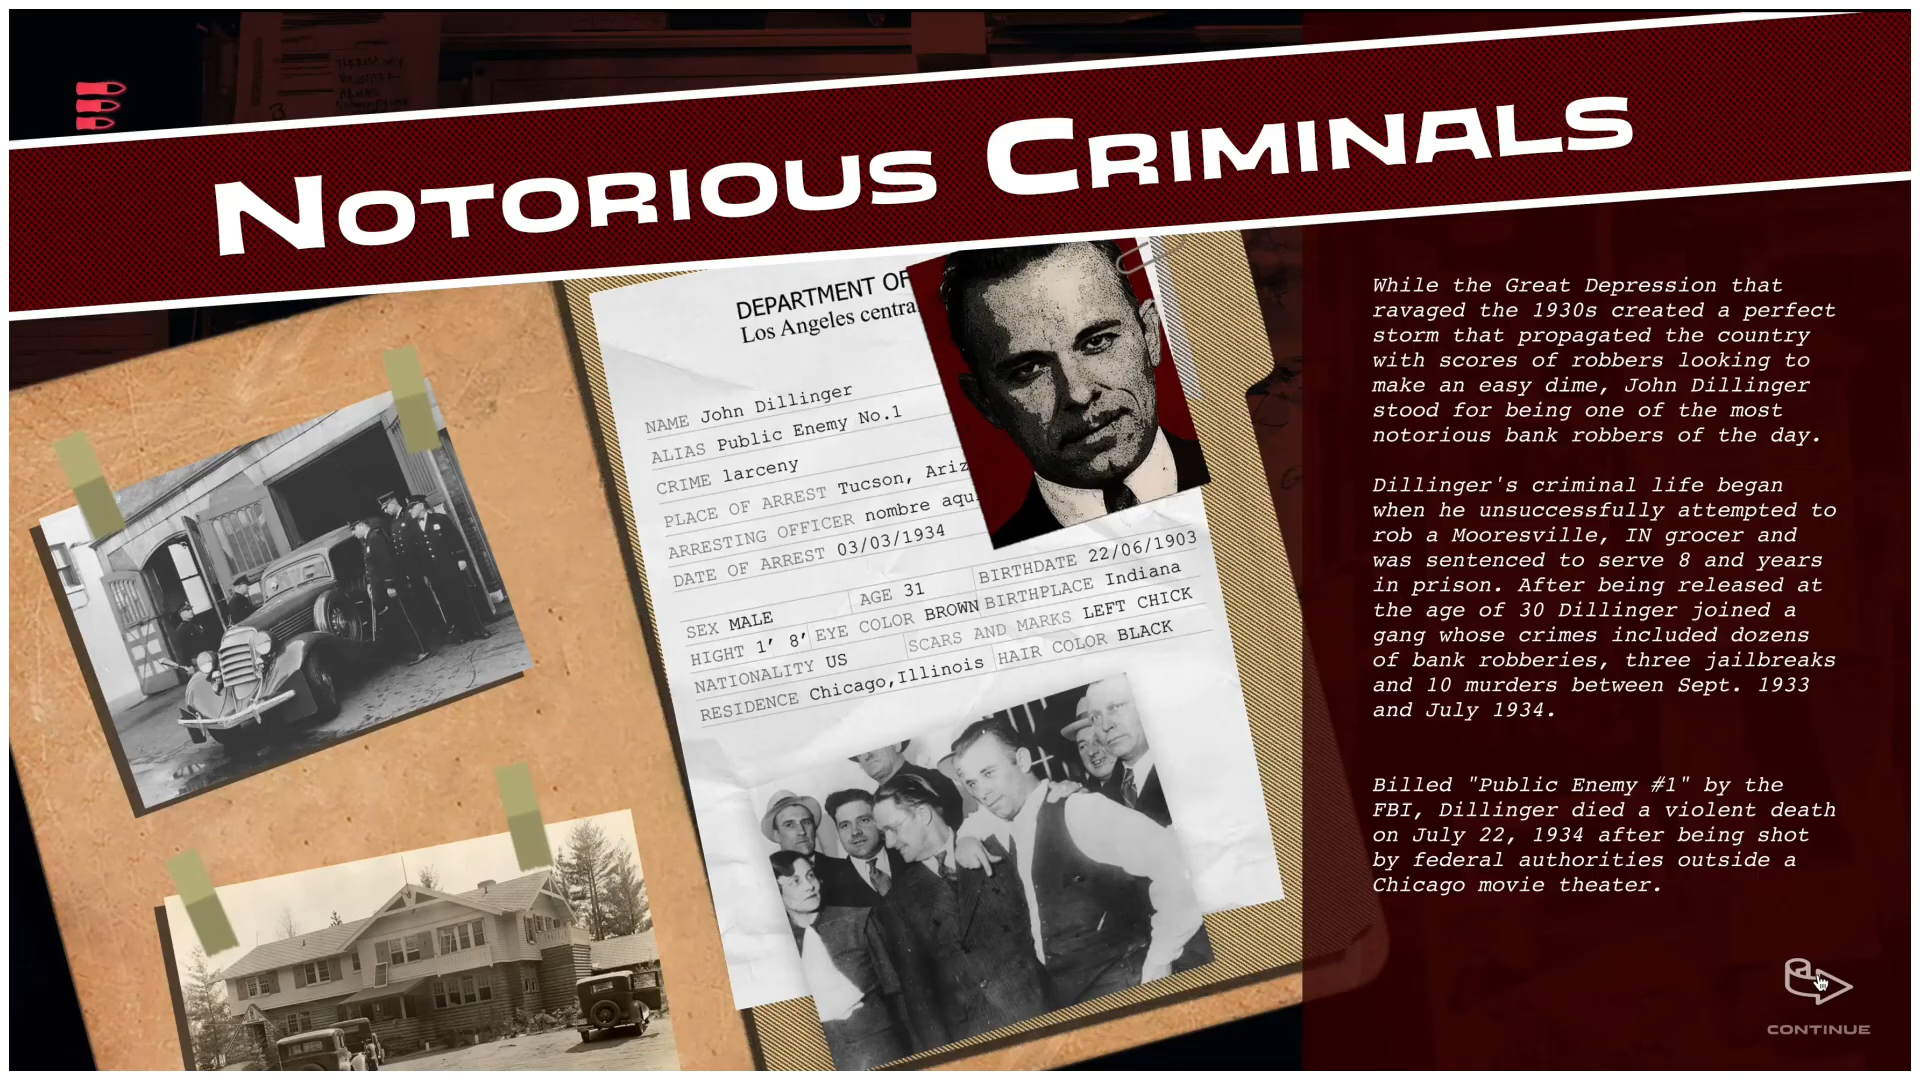 Notorious Criminals
DEPARTMENT OF
Los Angeles centra
NAME John Dillinger
ALIAS Public Enemy No.1
CRIME larceny
PLACE OF ARREST Tucson, Ariz
ARRESTING OFFICER nombre aqu
DATE OF ARREST 03/03/1934
SEX MALE AGE 31 BIRTHDATE 22/06/1903
HIGHT 1' 8' EYE COLOR BROWN BIRTHPLACE Indiana
NATIONALITY US SCARS AND MARKS LEFT CHICK
RESIDENCE Chicago,Illinois HAIR COLOR BLACK
While the Great Depression that
ravaged the 1930s created a perfect
storm that propagated the country
with scores of robbers looking to
make an easy dime, John Dillinger
stood for being one of the most
notorious bank robbers of the day.
Dillinger's criminal life began
when he unsuccessfully attempted to
rob a Mooresville, IN grocer and
was sentenced to serve 8 and years
in prison. After being released at
the age of 30 Dillinger joined a
gang whose crimes included dozens
of bank robberies, three jailbreaks
and 10 murders between Sept. 1933
and July 1934.
Billed "Public Enemy #1" by the
FBI, Dillinger died a violent death
on July 22, 1934 after being shot
by federal authorities outside a
Chicago movie theater.
CONTINUE